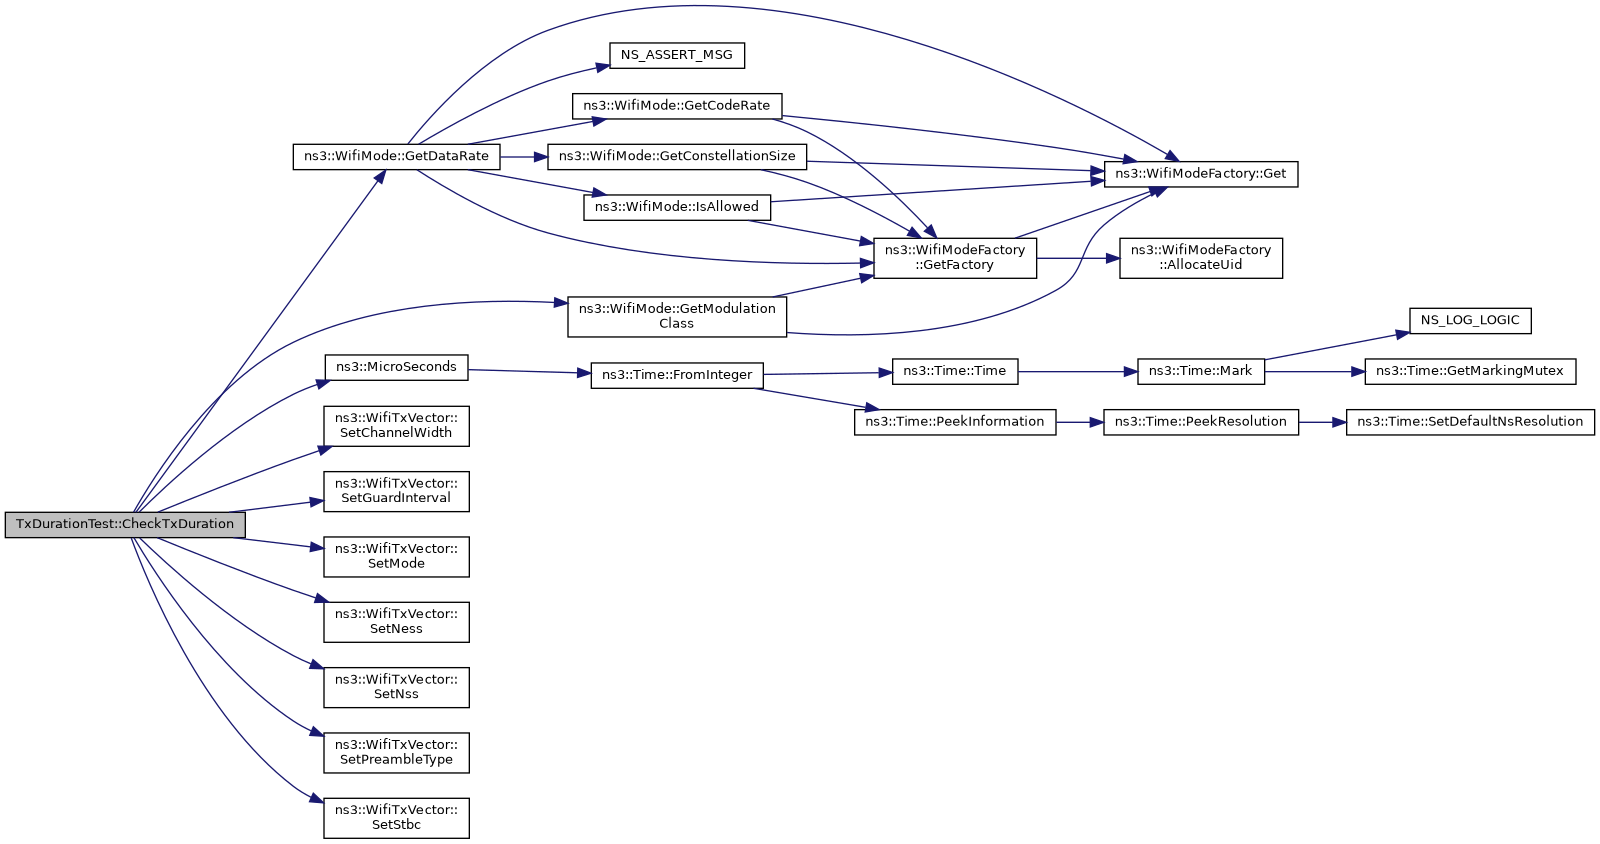 NS_ASSERT_MSG
ns3::WifiMode::GetCodeRate
ns3::WifiMode::GetDataRate
ns3::WifiMode::GetConstellationSize
ns3::WifiModeFactory::Get
ns3::WifiMode::IsAllowed
ns3::WifiModeFactory
::GetFactory
ns3::WifiModeFactory
::AllocateUid
ns3::WifiMode::GetModulation
Class
NS_LOG_LOGIC
ns3::MicroSeconds
ns3::Time::FromInteger
ns3::Time::Time
ns3::Time::Mark
ns3::Time::GetMarkingMutex
ns3::WifiTxVector::
SetChannelWidth
ns3::Time::PeekInformation
ns3::Time::PeekResolution
ns3::Time::SetDefaultNsResolution
ns3::WifiTxVector::
SetGuardInterval
TxDurationTest::CheckTxDuration
ns3::WifiTxVector::
SetMode
ns3::WifiTxVector::
SetNess
ns3::WifiTxVector::
SetNss
ns3::WifiTxVector::
SetPreambleType
ns3::WifiTxVector::
SetStbc